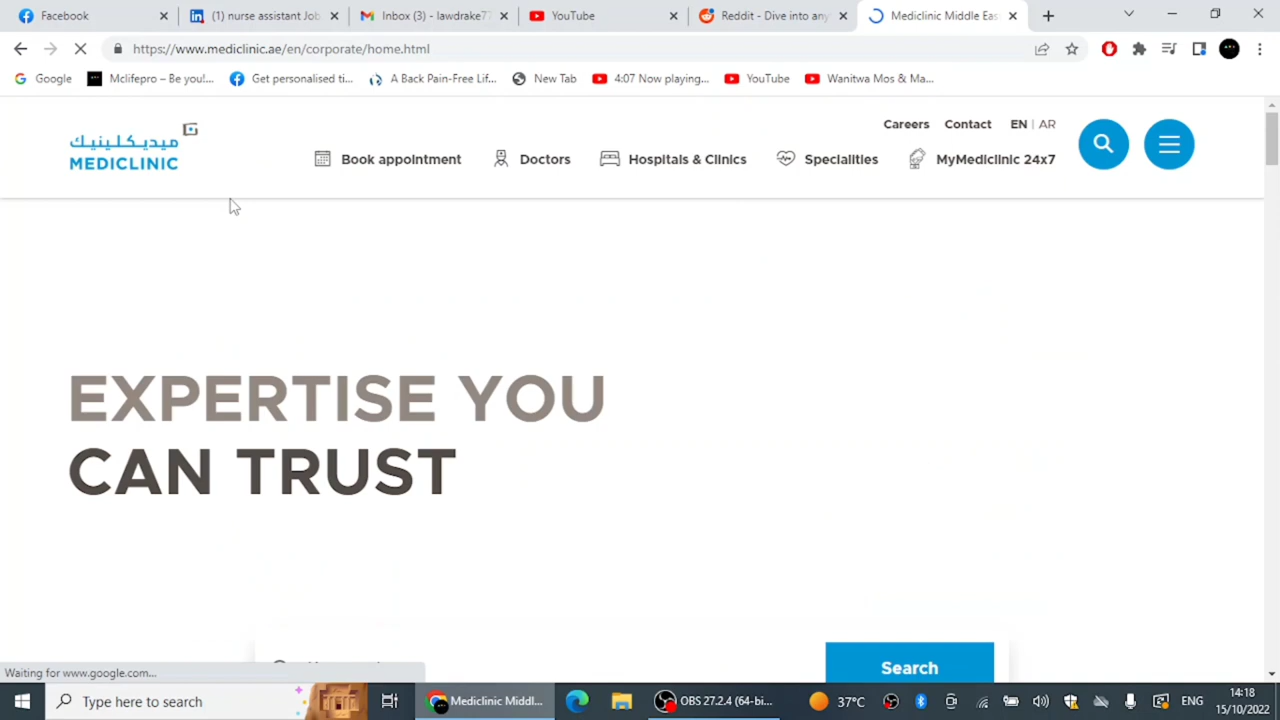 Facebook
(1) nurse assistant Job
Inbox (3) - lawdrake77
YouTube
Reddit - Dive into any
Mediclinic Middle Eas
https://www.mediclinic.ae/en/corporate/home.html
Google
Mclifepro – Be you!...
Get personalised ti...
A Back Pain-Free Lif...
New Tab
4:07 Now playing...
YouTube
Wanitwa Mos & Ma...
Careers
Contact
EN | AR
ميديكلينيك
MEDICLINIC
Book appointment
Doctors
Hospitals & Clinics
Specialities
MyMediclinic 24x7
EXPERTISE YOU
CAN TRUST
Search
Waiting for www.google.com...
Type here to search
Mediclinic Middl...
OBS 27.2.4 (64-bi...
37°C
ENG
14:18
15/10/2022